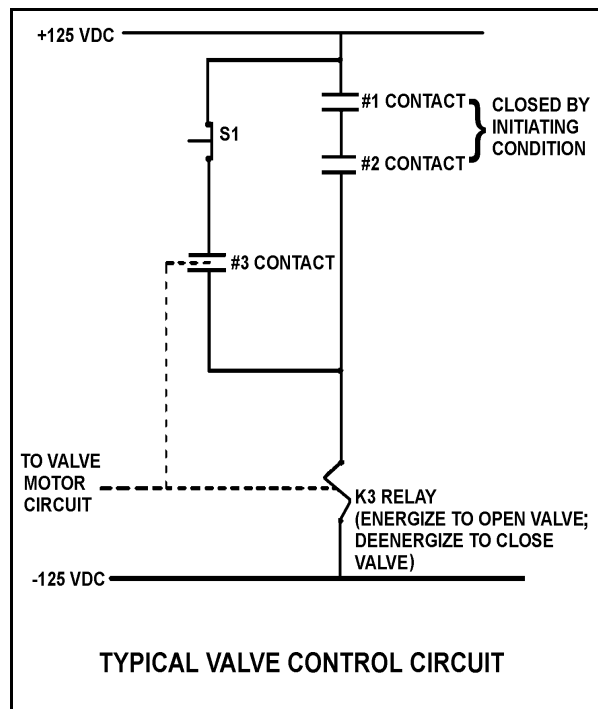 +125 VDC
#1 CONTACT
CLOSED BY
INITIATING
CONDITION
S1
#2 CONTACT
#3 CONTACT
TO VALVE
MOTOR
CIRCUIT
K3 RELAY
(ENERGIZE TO OPEN VALVE;
DEENERGIZE TO CLOSE
VALVE)
-125 VDC
TYPICAL VALVE CONTROL CIRCUIT